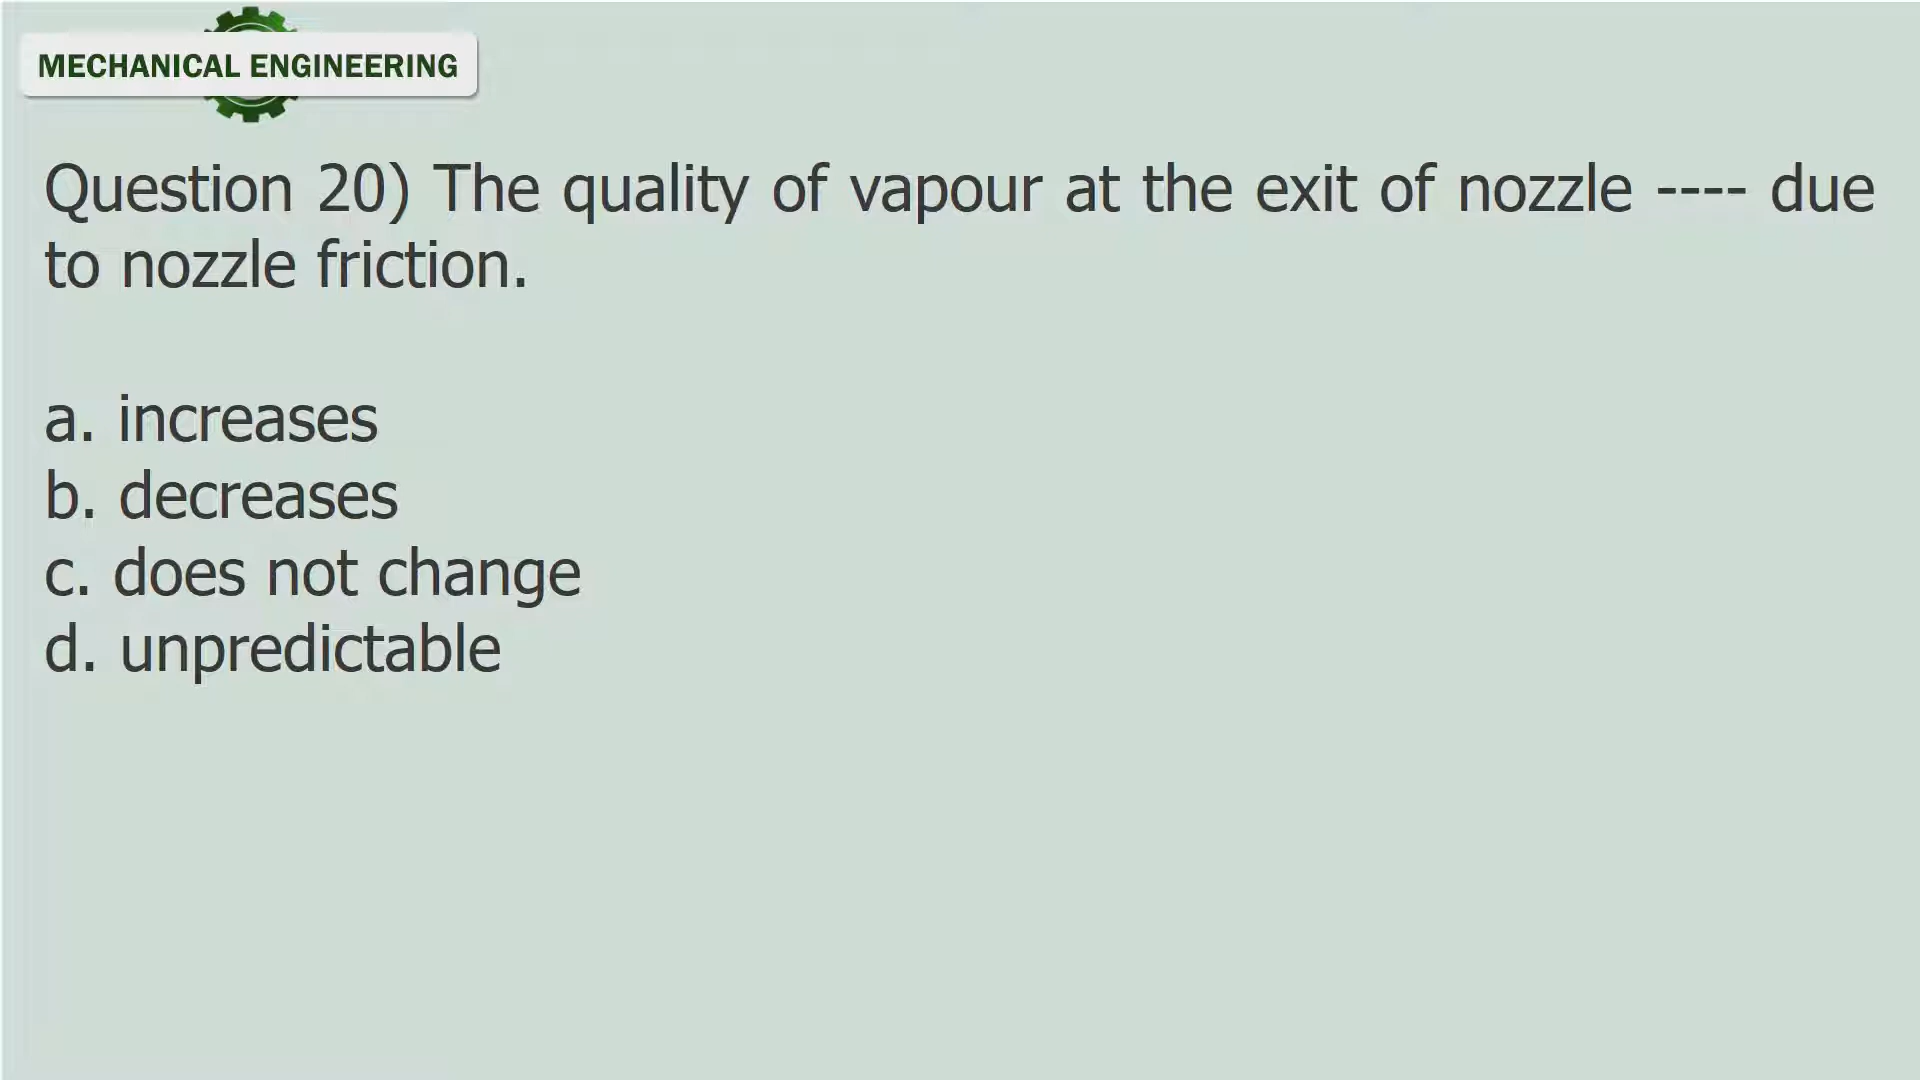 MECHANICAL ENGINEERING
Question 20) The quality of vapour at the exit of nozzle ---- due
to nozzle friction.
a. increases
b. decreases
c. does not change
d. unpredictable